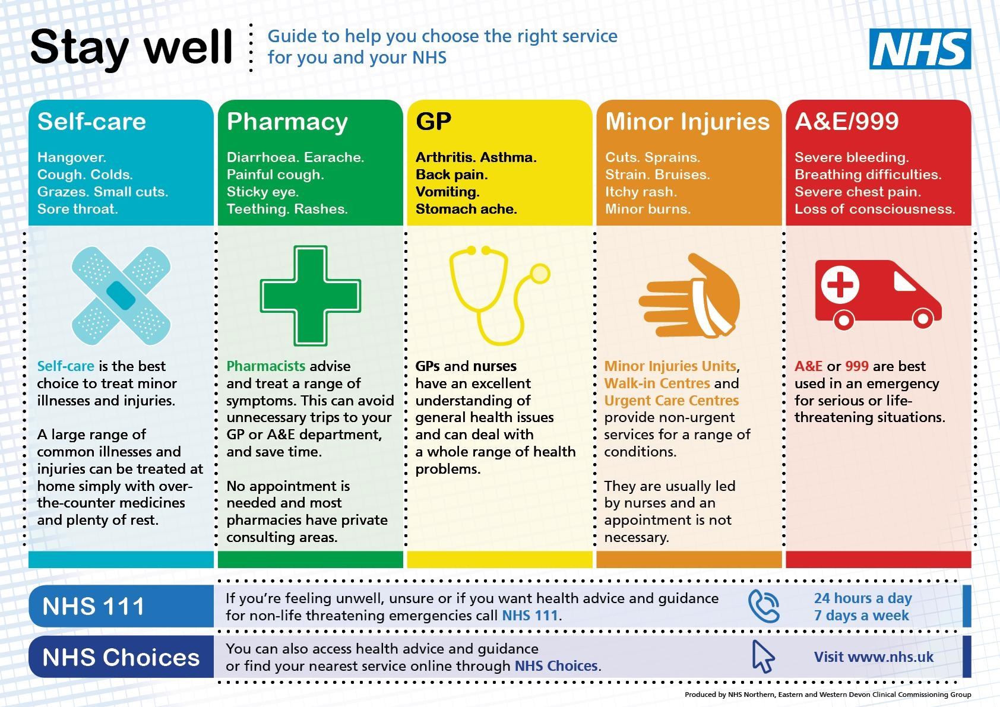 Stay well
Guide to help you choose the right service
for you and your NHS
NHS
Self-care
Hangover.
Cough. Colds.
Grazes. Small cuts.
Sore throat.
Self-care is the best
choice to treat minor
illnesses and injuries.
A large range of
common illnesses and
injuries can be treated at
home simply with over-
the-counter medicines
and plenty of rest.
Pharmacy
Diarrhoea. Earache.
Painful cough.
Sticky eye.
Teething. Rashes.
Pharmacists advise
and treat a range of
symptoms. This can avoid
unnecessary trips to your
GP or A&E department,
and save time.
No appointment is
needed and most
pharmacies have private
consulting areas.
GP
Arthritis. Asthma.
Back pain.
Vomiting.
Stomach ache.
GPs and nurses
have an excellent
understanding of
general health issues
and can deal with
a whole range of health
problems.
Minor Injuries
Cuts. Sprains.
Strain. Bruises.
Itchy rash.
Minor burns.
Minor Injuries Units,
Walk-in Centres and
Urgent Care Centres
provide non-urgent
services for a range of
conditions.
They are usually led
by nurses and an
appointment is not
necessary.
A&E/999
Severe bleeding.
Breathing difficulties.
Severe chest pain.
Loss of consciousness.
A&E or 999 are best
used in an emergency
for serious or life-
threatening situations.
NHS 111
If you’re feeling unwell, unsure or if you want health advice and guidance
for non-life threatening emergencies call NHS 111.
24 hours a day
7 days a week
NHS Choices
You can also access health advice and guidance
or find your nearest service online through NHS Choices.
Visit www.nhs.uk
Produced by NHS Northern, Eastern and Western Devon Clinical Commissioning Group